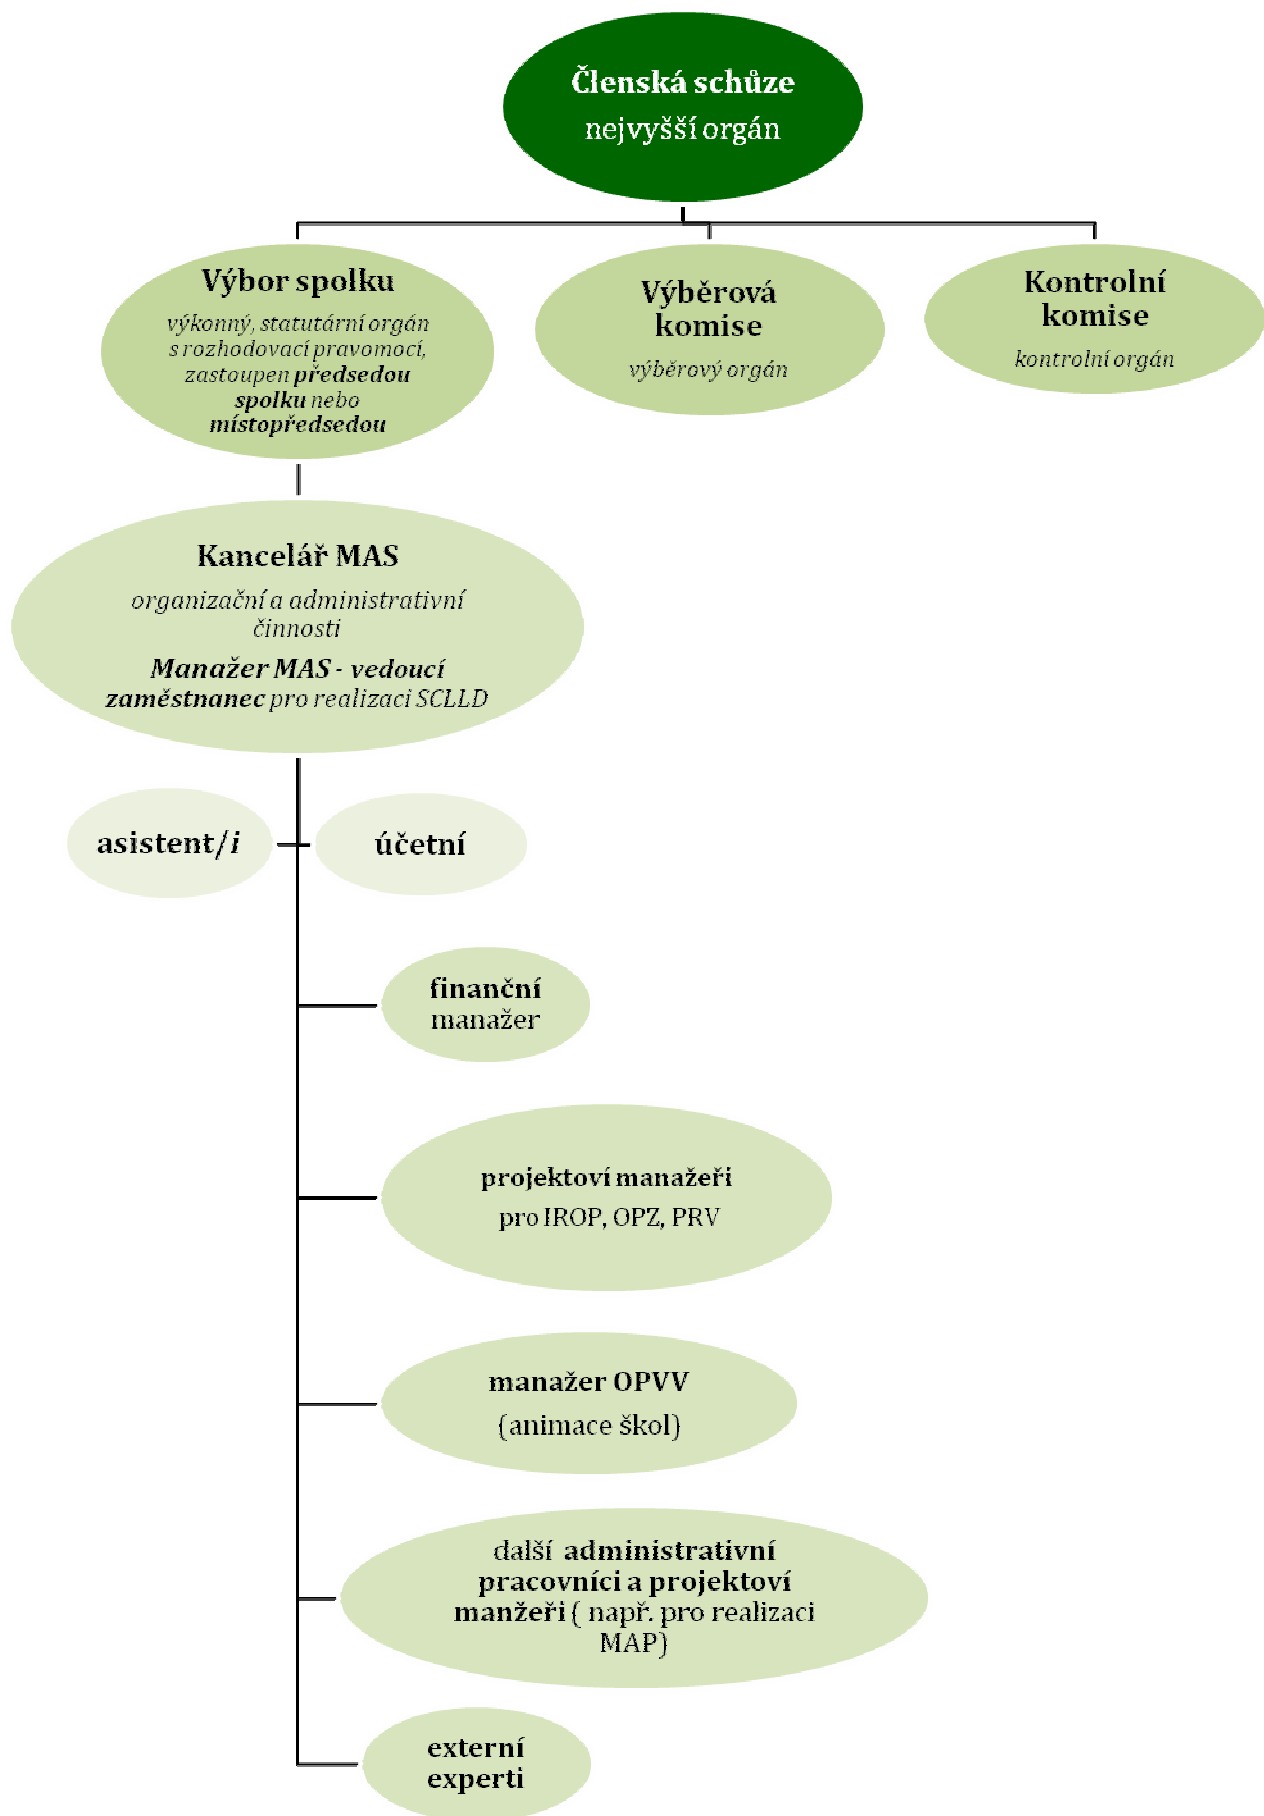 Členská schůze
nejvyšší orgán
Výbor spolku
výkonný, statutární orgán
s rozhodovací pravomocí,
zastoupen předsedou
spolku nebo
místopředsedou
Výběrová
komise
výběrový orgán
Kontrolní
komise
kontrolní orgán
Kancelář MAS
organizační a administrativní
činnosti
Manažer MAS - vedoucí
zaměstnanec pro realizaci SCLLD
asistent/i
účetní
finanční
manažer
projektoví manažeři
pro IROP, OPZ, PRV
manažer OPVV
(animace škol)
další administrativní
pracovníci a projektoví
manžeři ( např. pro realizaci
MAP)
externí
experti